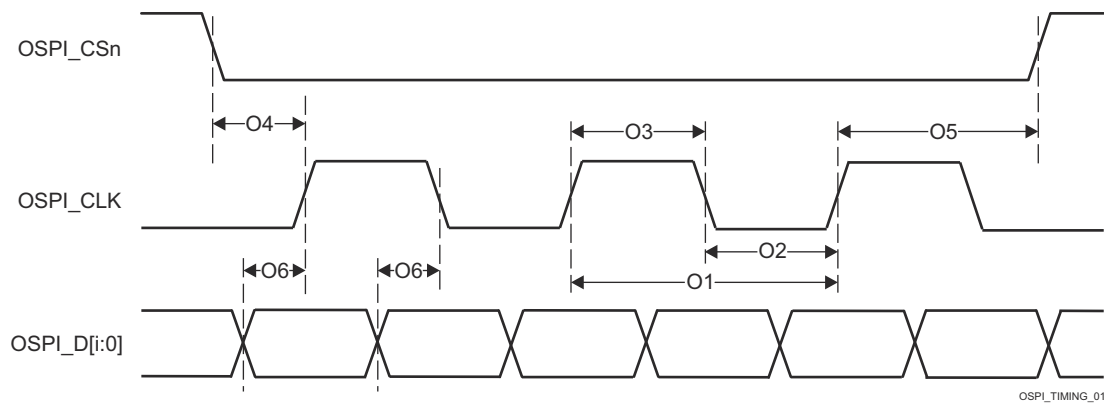 OSPI_CSn
O4
O3
O5
OSPI_CLK
O2
O6
O6
O1
OSPI_D[i:0]
OSPI_TIMING_01